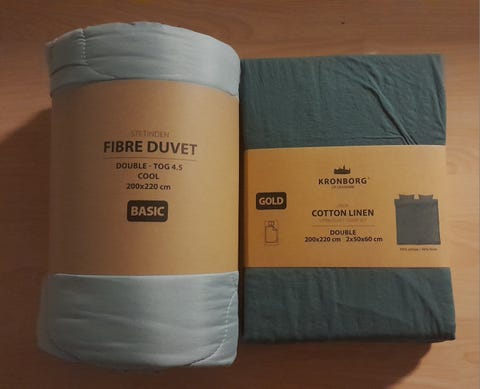 STETINDEN
FIBRE DUVET
DOUBLE - TOG 4.5
COOL
200x220 cm
BASIC
KRONBORG
GOLD
COTTON LINEN
DOUBLE
200x220 cm 2x50x60 cm